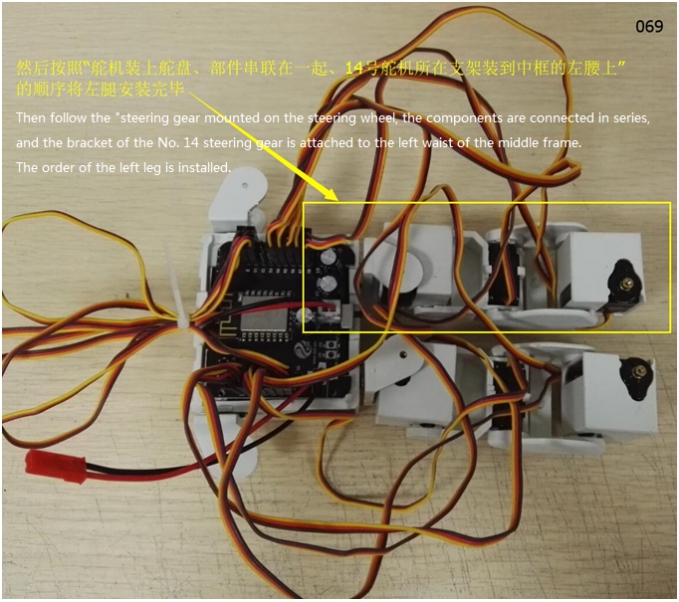 069
然后按照“舵机装上舵盘、部件串联在一起、14号舵机所在支架装到中框的左腰上”
的顺序将左腿安装完毕
Then follow the "steering gear mounted on the steering wheel, the components are connected in series,
and the bracket of the No. 14 steering gear is attached to the left waist of the middle frame.
The order of the left leg is installed.